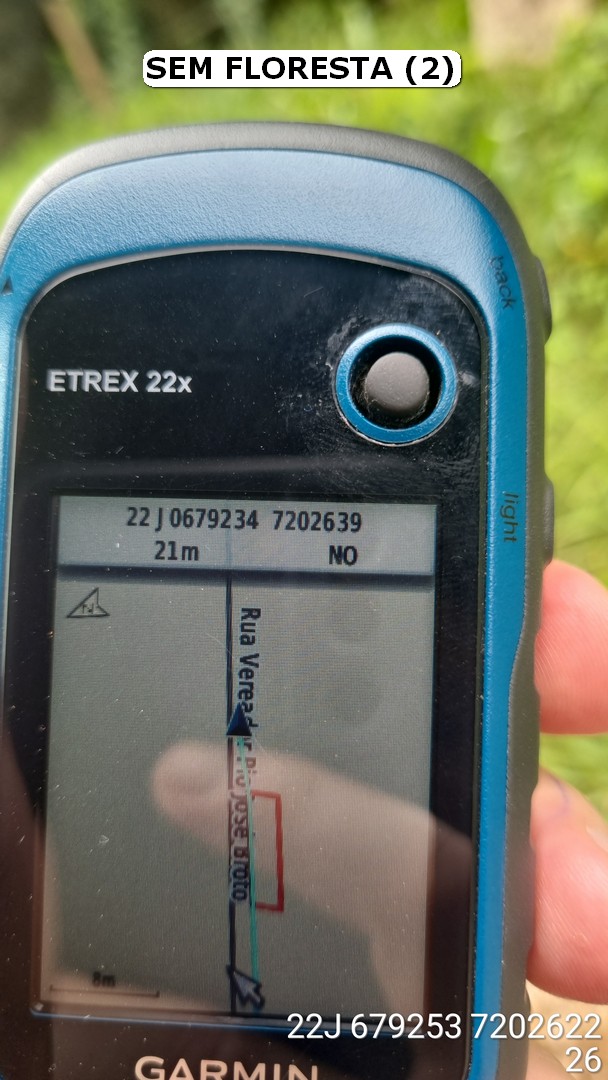 SEM FLORESTA (2)
back
ETREX 22x
light
22 J 0679234 7202639
21m NO
Rua Veread
José Broto
8m
22J 679253 7202622
26
GARMIN